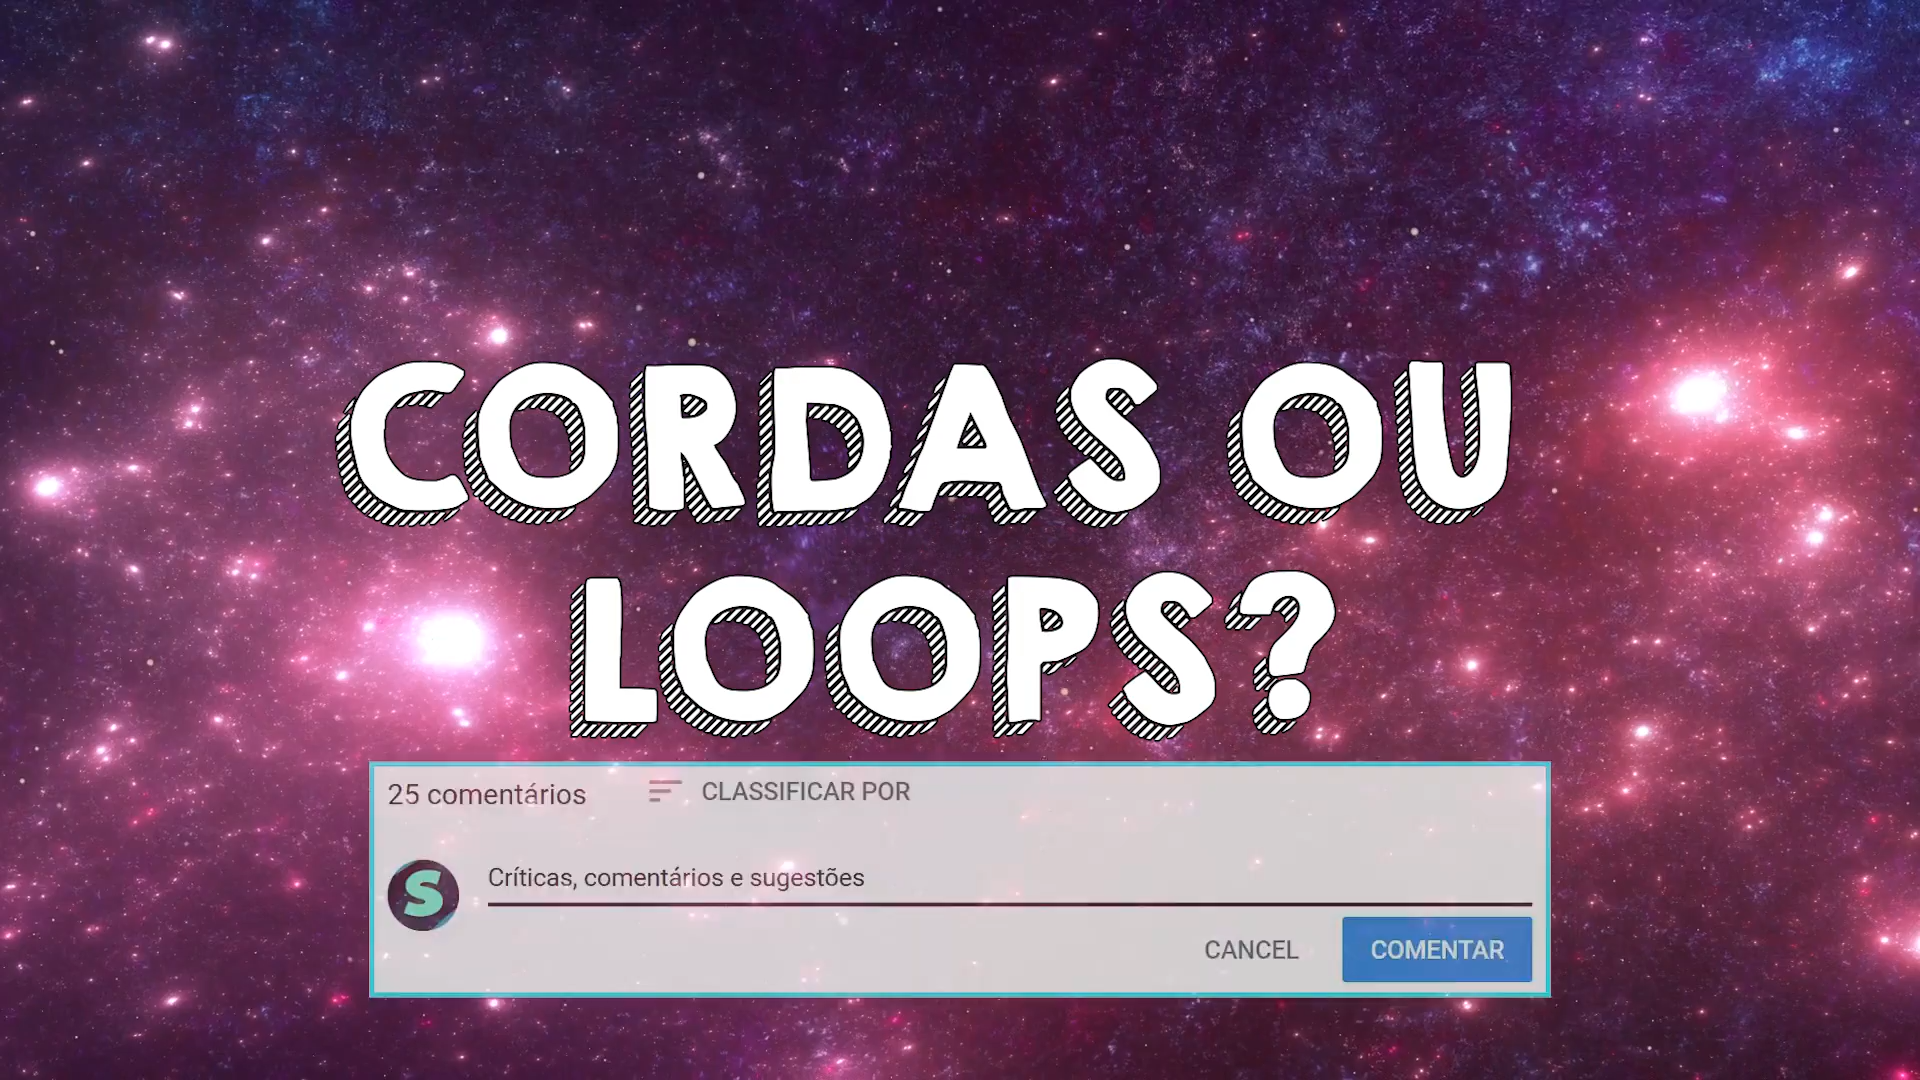 CORDAS OU
LOOPS?
25 comentários CLASSIFICAR POR
S
Críticas, comentários e sugestões
CANCEL COMENTAR